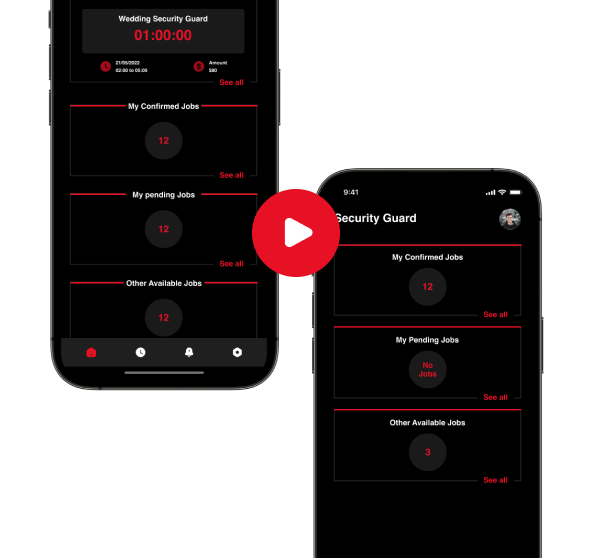 Wedding Security Guard
01:00:00
21/05/2022
02:00 to 05:00
Amount
$90
See all
My Confirmed Jobs
12
See all
My pending Jobs
12
See all
Other Available Jobs
12
9:41
Security Guard
My Confirmed Jobs
12
See all
My Pending Jobs
No
Jobs
See all
Other Available Jobs
3
See all